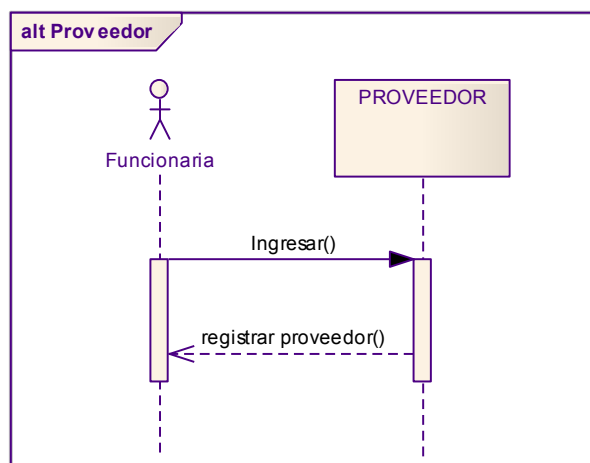 alt Proveedor
PROVEEDOR
Funcionaria
Ingresar()
registrar proveedor()